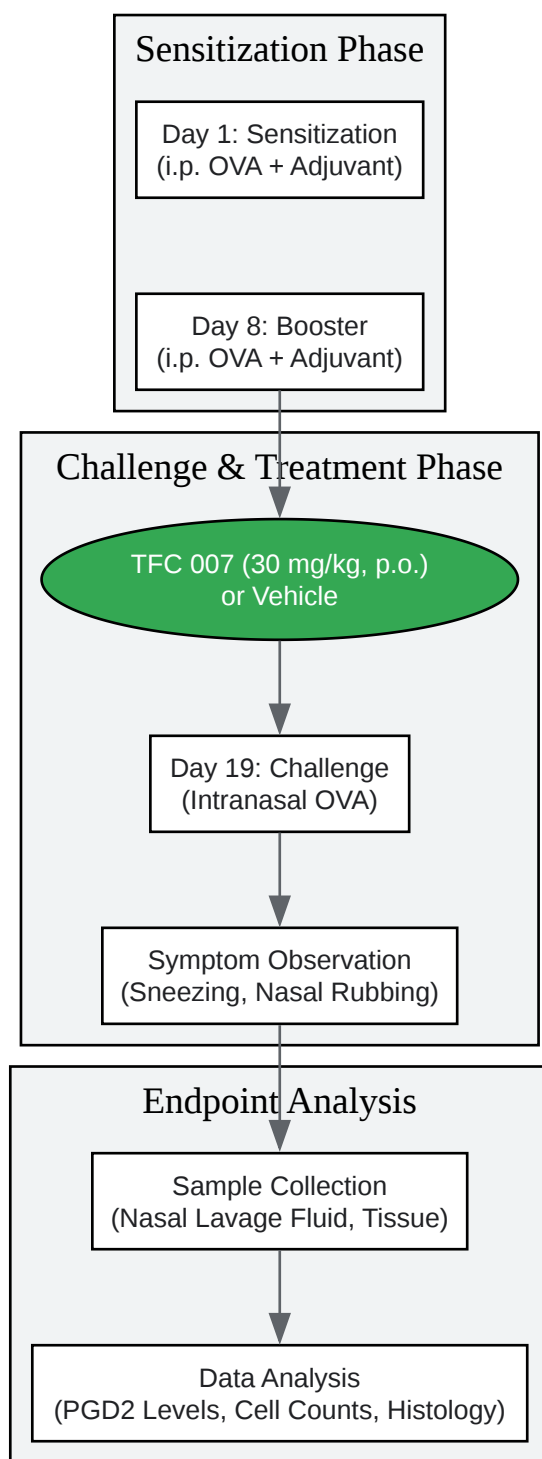 Sensitization Phase
Day 1: Sensitization
(i.p. OVA + Adjuvant)
Day 8: Booster
(i.p. OVA + Adjuvant)
Challenge & Treatment Phase
TFC 007 (30 mg/kg, p.o.)
or Vehicle
Day 19: Challenge
(Intranasal OVA)
Symptom Observation
(Sneezing, Nasal Rubbing)
Endpoint Analysis
Sample Collection
(Nasal Lavage Fluid, Tissue)
Data Analysis
(PGD2 Levels, Cell Counts, Histology)